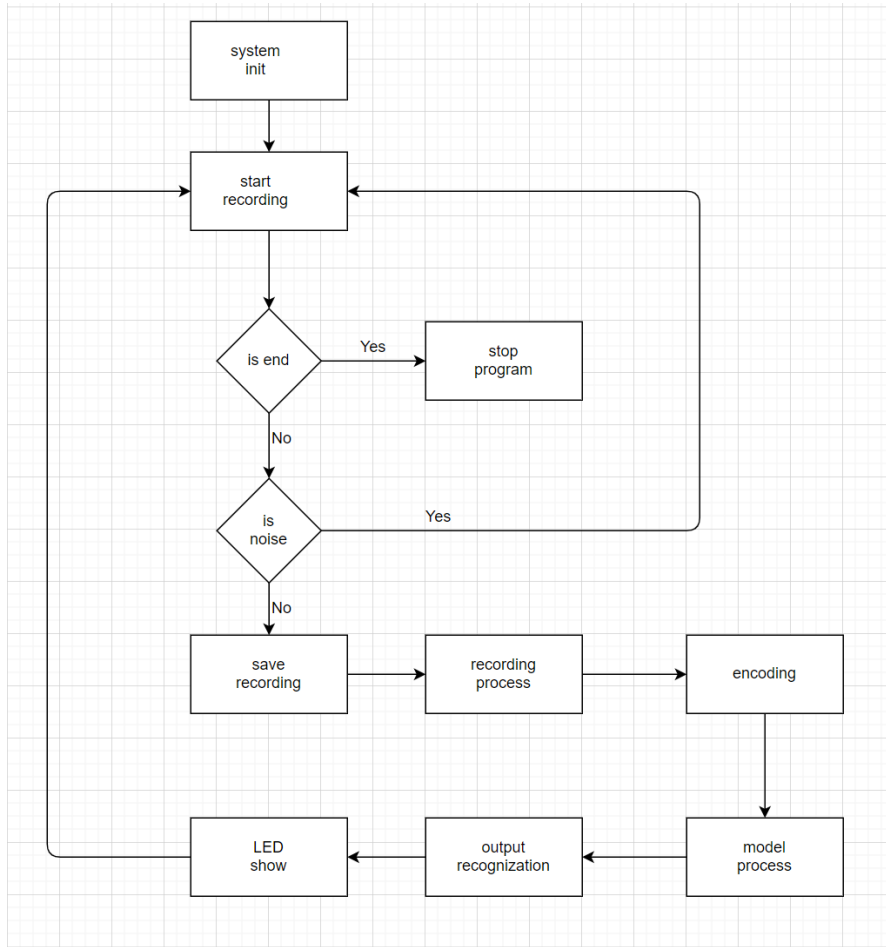 system
init
start
recording
is end
Yes
stop
program
No
is
noise
Yes
No
save
recording
recording
process
encoding
LED
show
output
recognization
model
process